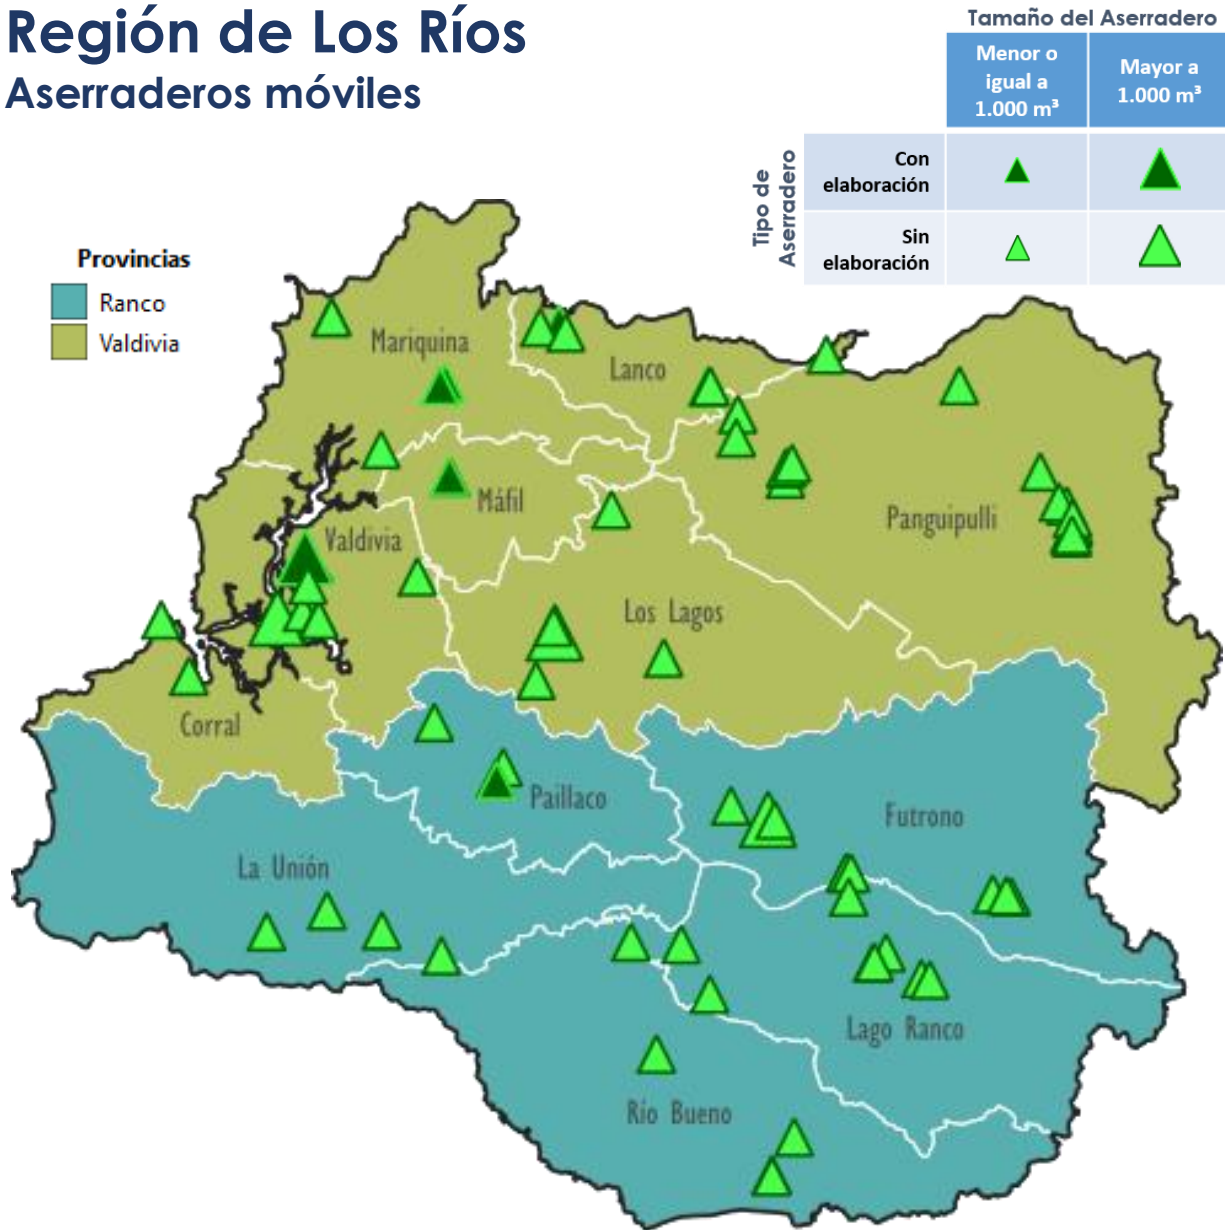 Región de Los Ríos
Aserraderos móviles
Tamaño del Aserradero
Menor o
igual a
1.000 m³
Mayor a
1.000 m³
Tipo de
Aserradero
Con
elaboración
Sin
elaboración
Provincias
Ranco
Valdivia
Mariquina
Lanco
Máfil
Panguipulli
Valdivia
Los Lagos
Corral
Paillaco
Futrono
La Unión
Lago Ranco
Río Bueno